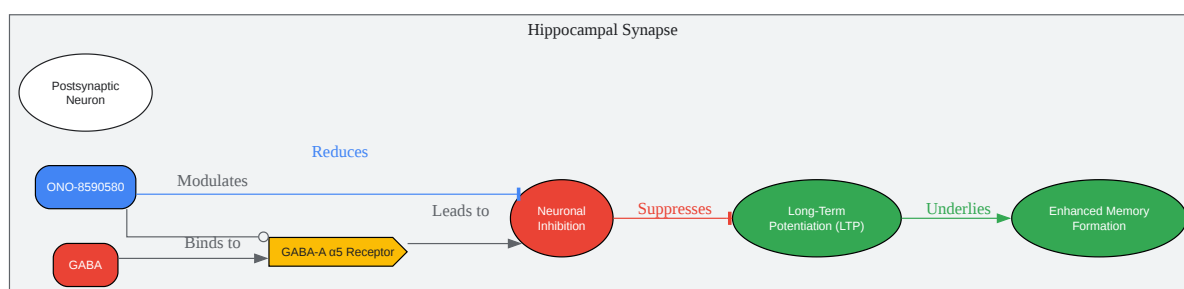 Hippocampal Synapse
Postsynaptic
Neuron
Reduces
ONO-8590580
Modulates
Leads to
Neuronal
Inhibition
Suppresses
Long-Term
Potentiation (LTP)
Underlies
Enhanced Memory
Formation
Binds to
GABA-A α5 Receptor
GABA